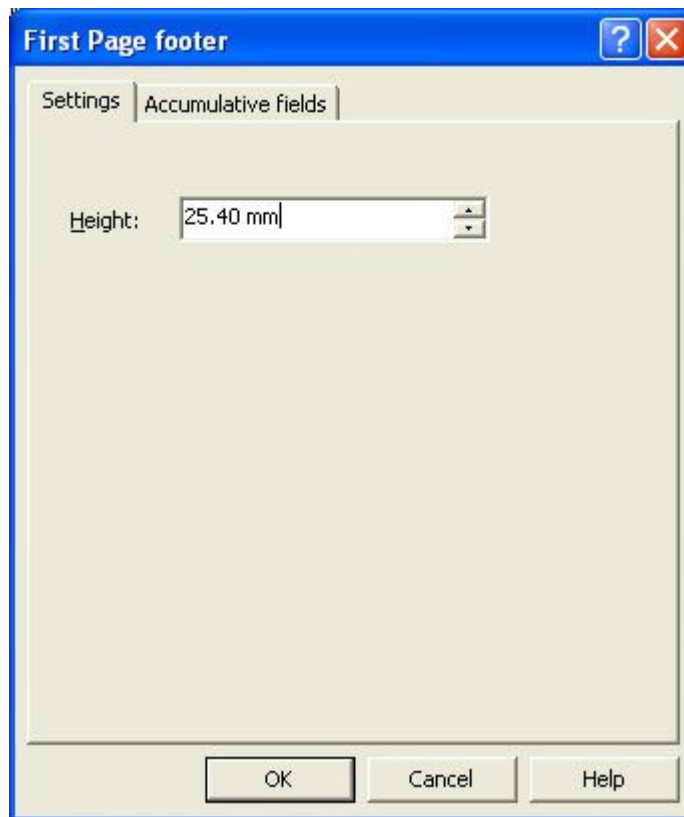 First Page footer
Settings Accumulative fields
Height: 25.40 mm
OK Cancel Help